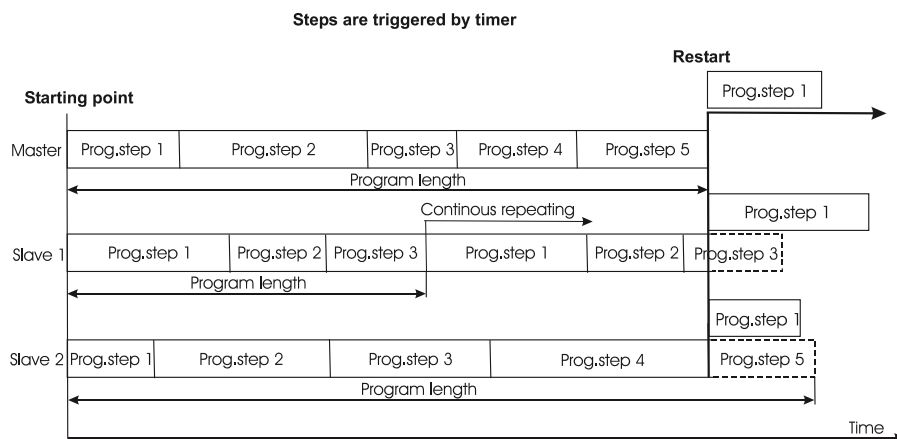 Steps are triggered by timer
Restart
Prog.step 1
Starting point
Master Prog.step 1 Prog.step 2 Prog.step 3 Prog.step 4 Prog.step 5
Program length
Continous repeating
Prog.step 1
Slave 1 Prog.step 1 Prog.step 2 Prog.step 3 Prog.step 1 Prog.step 2 Prog.step 3
Program length
Prog.step 1
Slave 2 Prog.step 1 Prog.step 2 Prog.step 3 Prog.step 4 Prog.step 5
Program length
Time